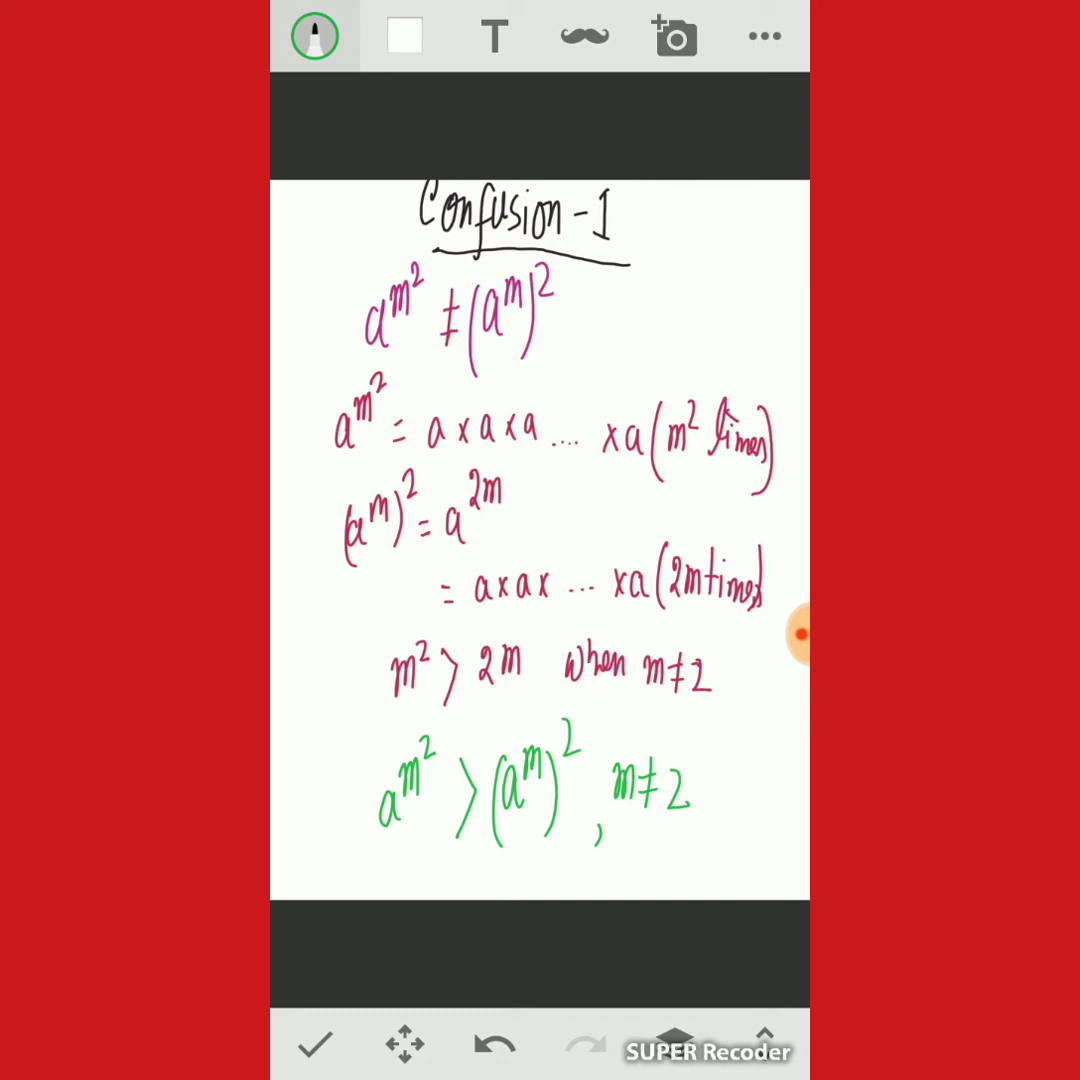 T
Confusion - I
a^m^2 ≠ (a^m)^2
a^m^2 = a × a × a .... × a (m^2 times)
(a^m)^2 = a^2m
= a × a × ... × a (2m times)
m^2 > 2m when m ≠ 2
a^m^2 > (a^m)^2, m ≠ 2
SUPER Recoder